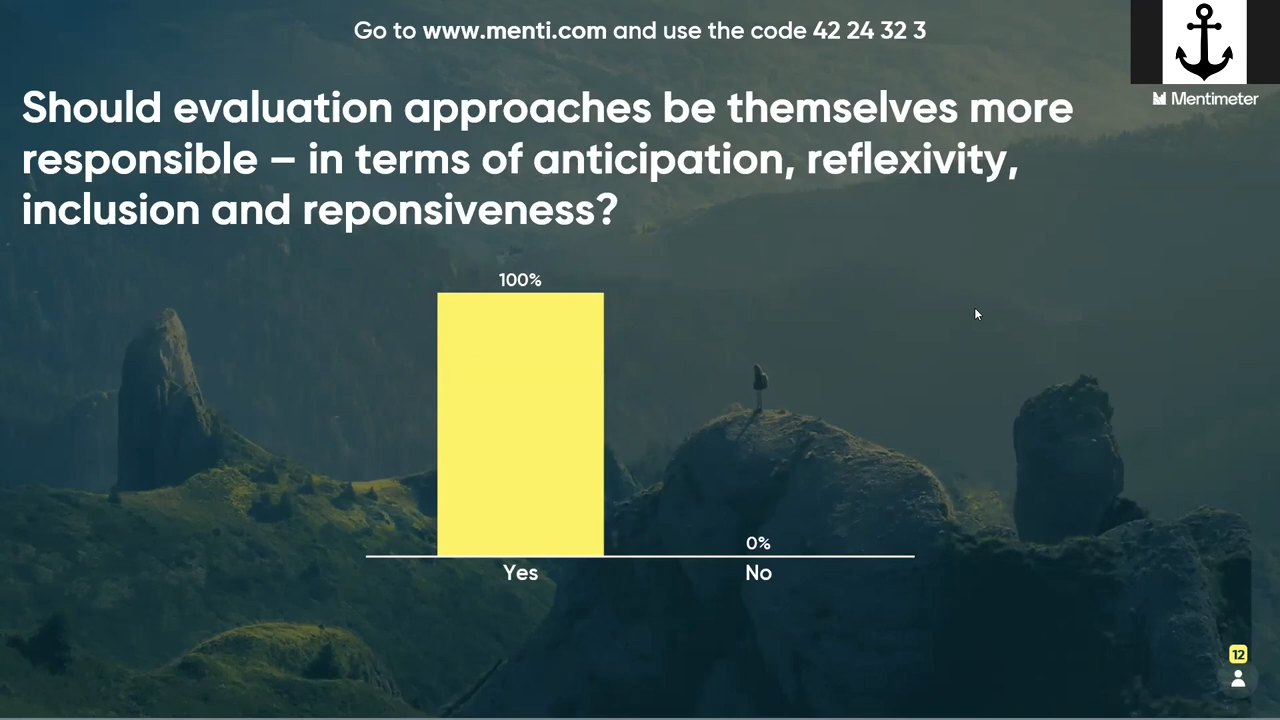 Go to www.menti.com and use the code 42 24 32 3
Mentimeter
Should evaluation approaches be themselves more
responsible – in terms of anticipation, reflexivity,
inclusion and reponsiveness?
100%
0%
Yes
No
12